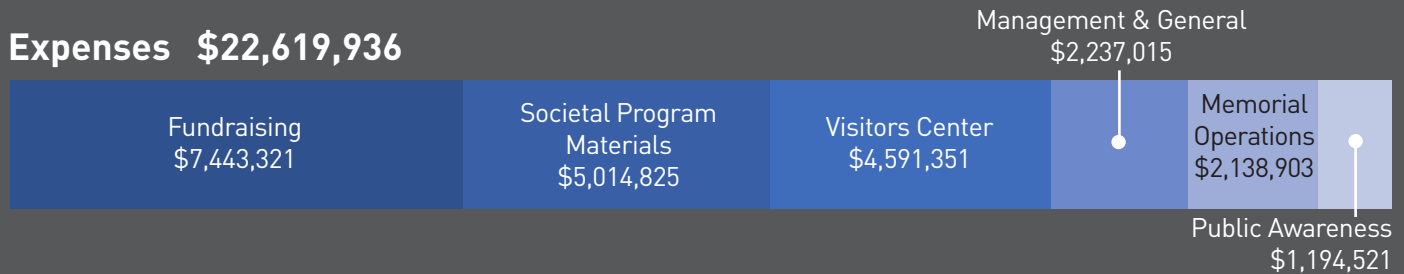 Expenses $22,619,936
Fundraising
$7,443,321
Societal Program
Materials
$5,014,825
Visitors Center
$4,591,351
Management & General
$2,237,015
Memorial
Operations
$2,138,903
Public Awareness
$1,194,521